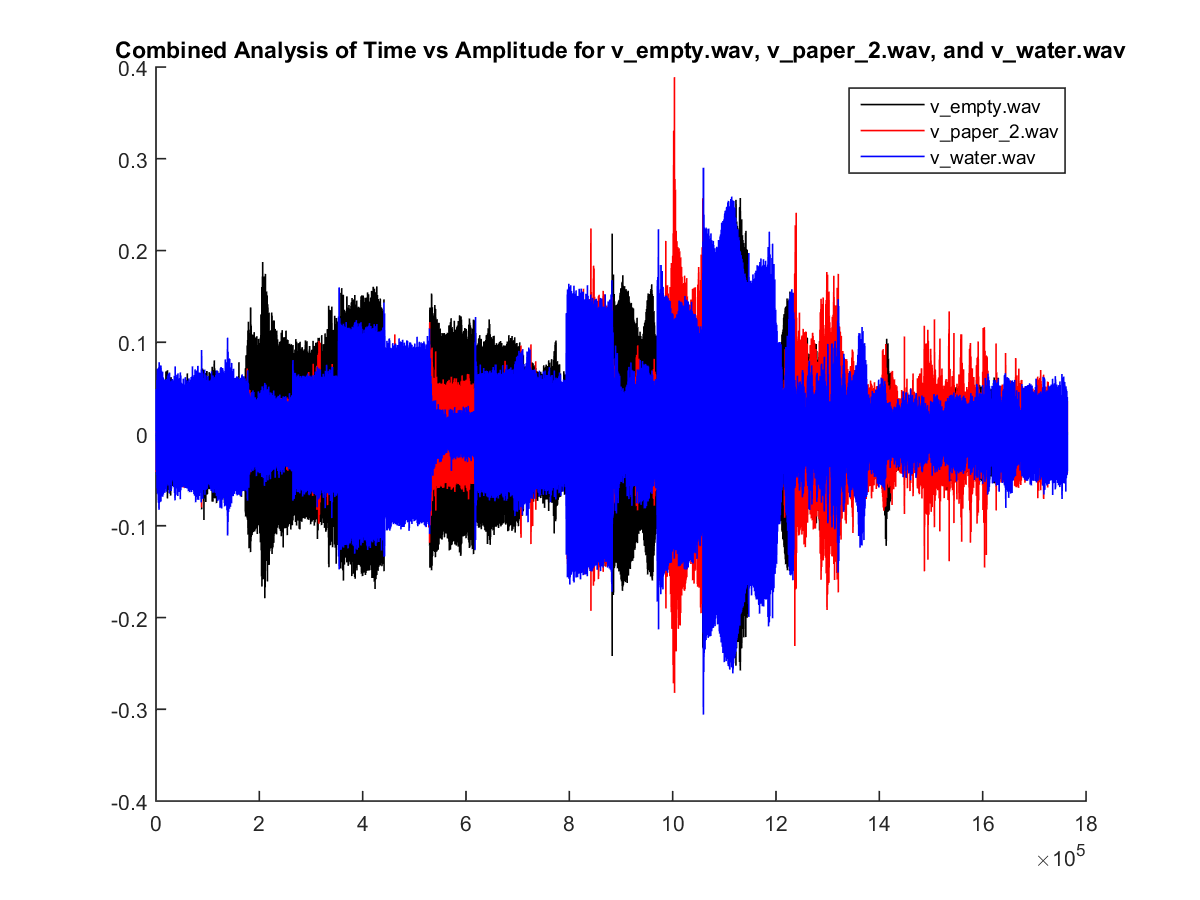 Combined Analysis of Time vs Amplitude for v_empty.wav, v_paper_2.wav, and v_water.wav
0.4
0.3
0.2
0.1
0
-0.1
-0.2
-0.3
-0.4
v_empty.wav
v_paper_2.wav
v_water.wav
0 2 4 6 8 10 12 14 16 18
×10⁵